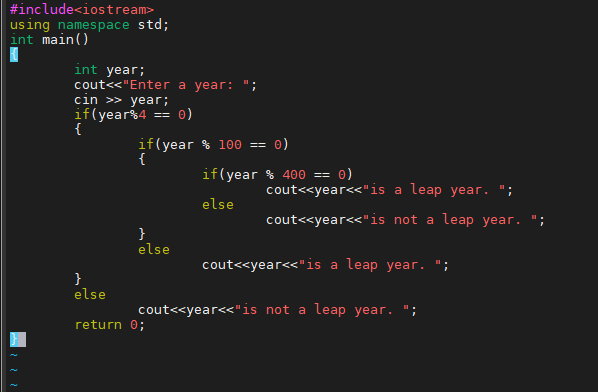 #include<iostream>
using namespace std;
int main()
{
        int year;
        cout<<"Enter a year: ";
        cin >> year;
        if(year%4 == 0)
        {
                if(year % 100 == 0)
                {
                        if(year % 400 == 0)
                                cout<<year<<"is a leap year. ";
                        else
                                cout<<year<<"is not a leap year. ";
                }
                else
                        cout<<year<<"is a leap year. ";
        }
        else
                cout<<year<<"is not a leap year. ";
        return 0;
}
~
~
~